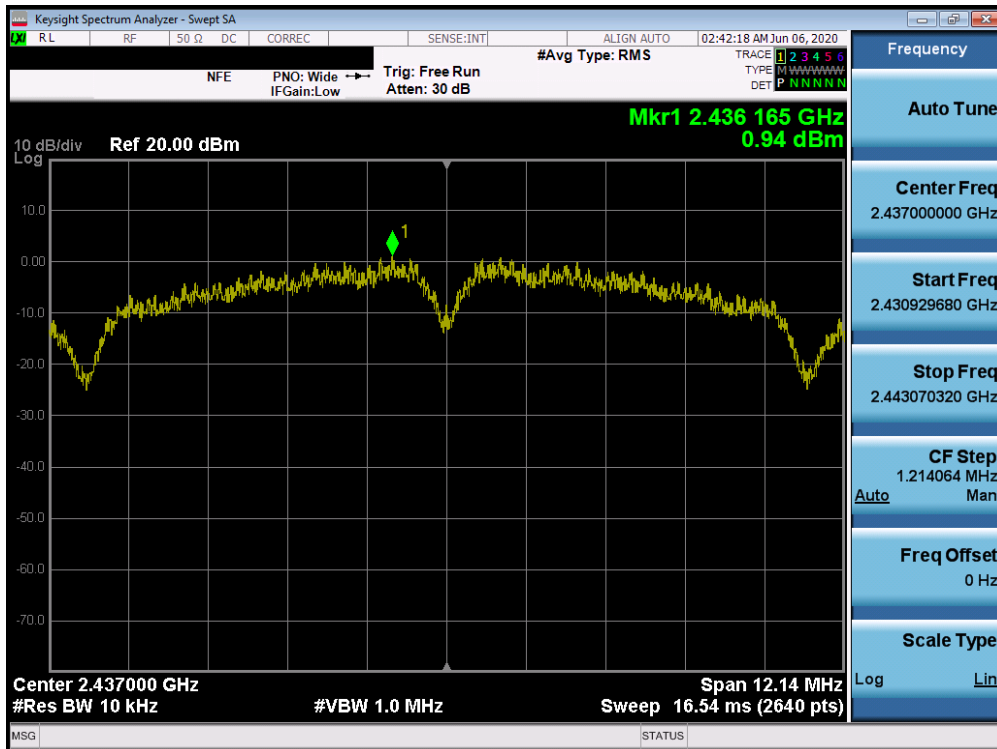 Keysight Spectrum Analyzer - Swept SA
LXI RL RF 50 Ω DC CORREC SENSE:INT ALIGN AUTO 02:42:18 AM Jun 06, 2020
NFE PNO: Wide Trig: Free Run #Avg Type: RMS TRACE 1 2 3 4 5 6
IFGain:Low Atten: 30 dB TYPE M WWWWW
DET P N N N N N
Frequency
Mkr1 2.436 165 GHz
0.94 dBm
10 dB/div Ref 20.00 dBm
Log
10.0
0.00
-10.0
-20.0
-30.0
-40.0
-50.0
-60.0
-70.0
1
Center 2.437000 GHz Span 12.14 MHz
#Res BW 10 kHz #VBW 1.0 MHz Sweep 16.54 ms (2640 pts)
Auto Tune
Center Freq
2.437000000 GHz
Start Freq
2.430929680 GHz
Stop Freq
2.443070320 GHz
CF Step
1.214064 MHz
Auto Man
Freq Offset
0 Hz
Scale Type
Log Lin
MSG STATUS